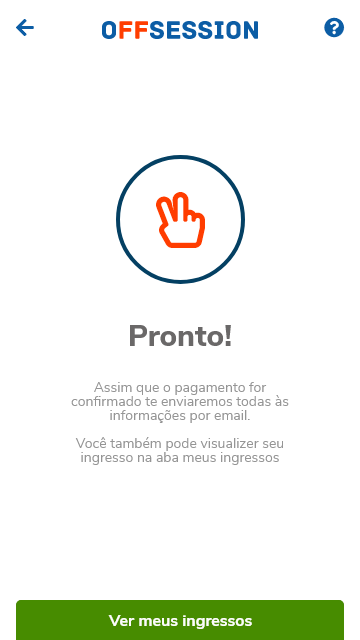 OFFSESSION
Pronto!
Assim que o pagamento for
confirmado te enviaremos todas às
informações por email.
Você também pode visualizar seu
ingresso na aba meus ingressos
Ver meus ingressos